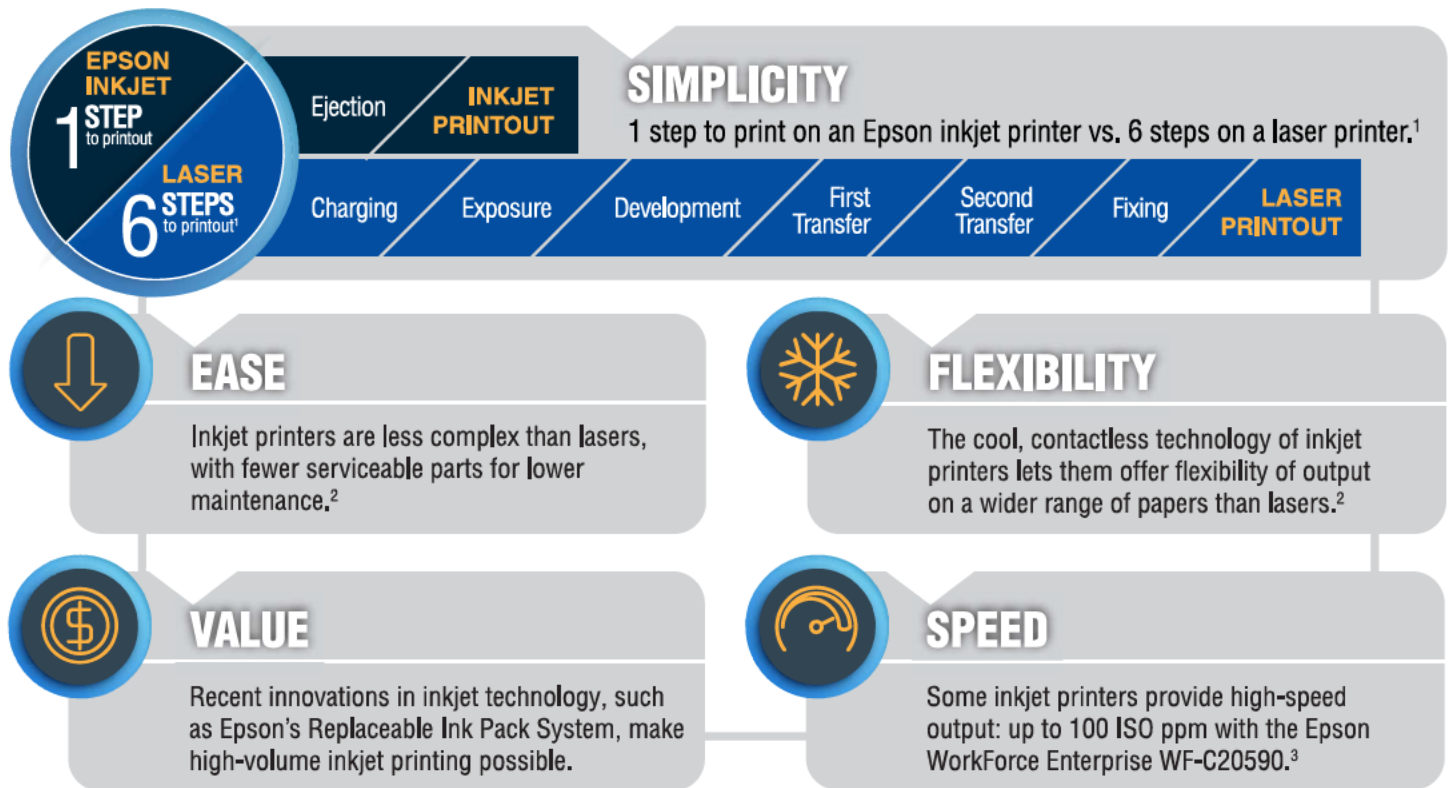 EPSON
INKJET
1 STEP
to printout
LASER
6 STEPS
to printout¹
Ejection
INKJET
PRINTOUT
SIMPLICITY
1 step to print on an Epson inkjet printer vs. 6 steps on a laser printer.¹
Charging
Exposure
Development
First
Transfer
Second
Transfer
Fixing
LASER
PRINTOUT
EASE
Inkjet printers are less complex than lasers,
with fewer serviceable parts for lower
maintenance.²
FLEXIBILITY
The cool, contactless technology of inkjet
printers lets them offer flexibility of output
on a wider range of papers than lasers.²
$
VALUE
Recent innovations in inkjet technology, such
as Epson's Replaceable Ink Pack System, make
high-volume inkjet printing possible.
SPEED
Some inkjet printers provide high-speed
output: up to 100 ISO ppm with the Epson
WorkForce Enterprise WF-C20590.³